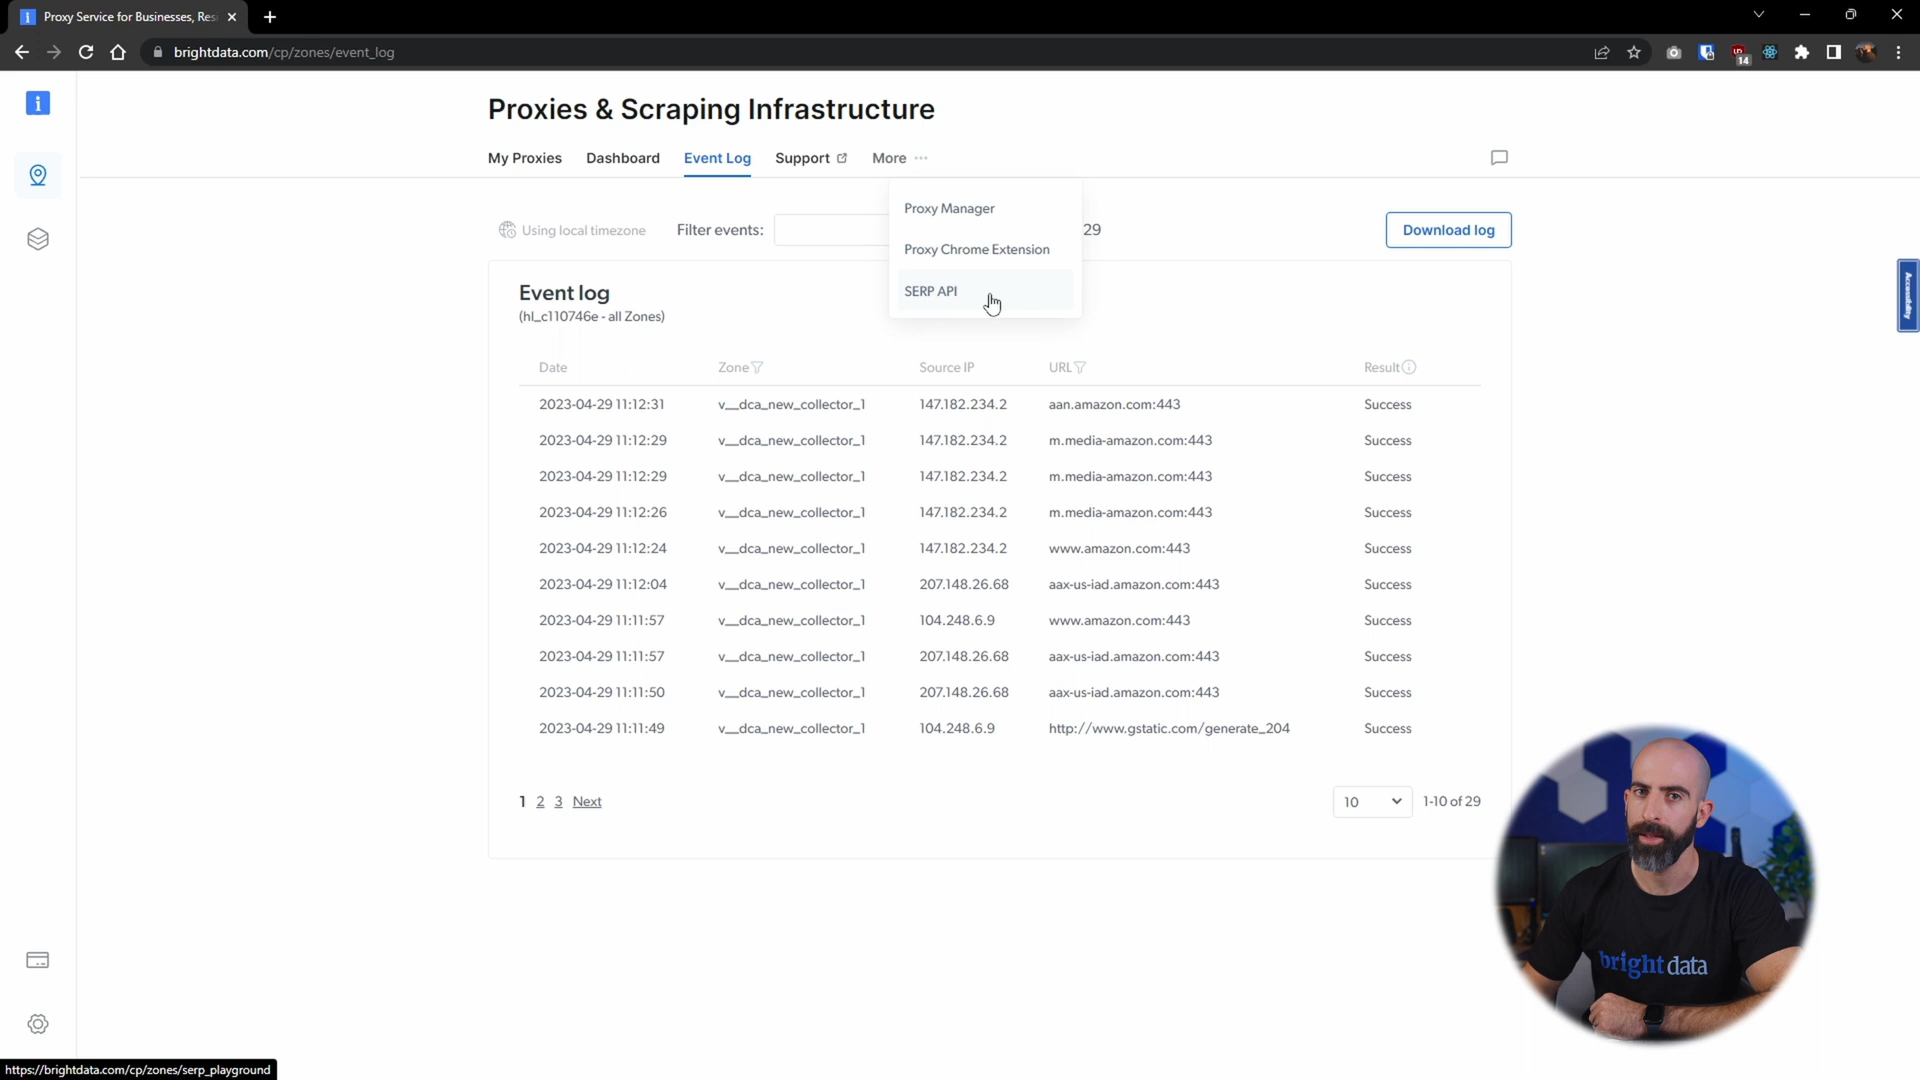 Proxy Service for Businesses, Resi
brightdata.com/cp/zones/event_log
14
Proxies & Scraping Infrastructure
My Proxies Dashboard Event Log Support More
Proxy Manager
Proxy Chrome Extension
SERP API
Using local timezone Filter events: 29 Download log
Accessibility
Event log
(hl_c110746e - all Zones)
Date Zone Source IP URL Result
2023-04-29 11:12:31 v__dca_new_collector_1 147.182.234.2 aan.amazon.com:443 Success
2023-04-29 11:12:29 v__dca_new_collector_1 147.182.234.2 m.media-amazon.com:443 Success
2023-04-29 11:12:29 v__dca_new_collector_1 147.182.234.2 m.media-amazon.com:443 Success
2023-04-29 11:12:26 v__dca_new_collector_1 147.182.234.2 m.media-amazon.com:443 Success
2023-04-29 11:12:24 v__dca_new_collector_1 147.182.234.2 www.amazon.com:443 Success
2023-04-29 11:12:04 v__dca_new_collector_1 207.148.26.68 aax-us-iad.amazon.com:443 Success
2023-04-29 11:11:57 v__dca_new_collector_1 104.248.6.9 www.amazon.com:443 Success
2023-04-29 11:11:57 v__dca_new_collector_1 207.148.26.68 aax-us-iad.amazon.com:443 Success
2023-04-29 11:11:50 v__dca_new_collector_1 207.148.26.68 aax-us-iad.amazon.com:443 Success
2023-04-29 11:11:49 v__dca_new_collector_1 104.248.6.9 http://www.gstatic.com/generate_204 Success
1 2 3 Next 10 1-10 of 29
bright data
https://brightdata.com/cp/zones/serp_playground